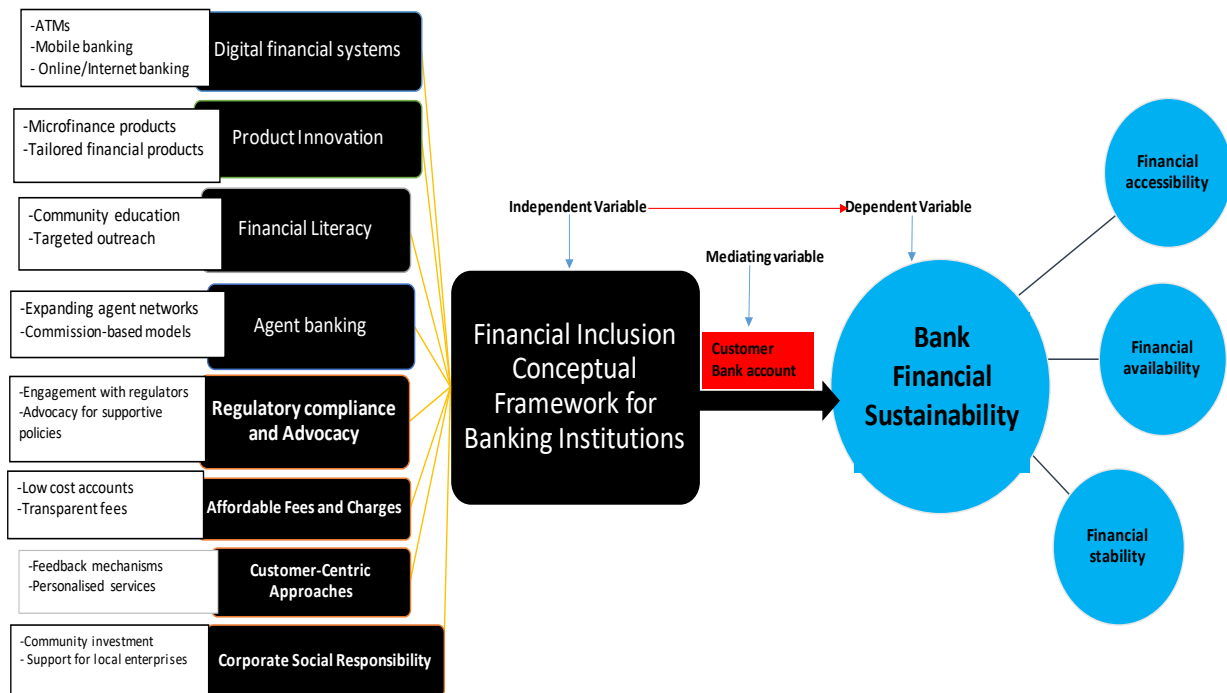 -ATMs
-Mobile banking
- Online/Internet banking
Digital financial systems
-Microfinance products
-Tailored financial products
Product Innovation
-Community education
-Targeted outreach
Financial Literacy
-Expanding agent networks
-Commission-based models
Agent banking
-Engagement with regulators
-Advocacy for supportive
policies
Regulatory compliance
and Advocacy
-Low cost accounts
-Transparent fees
Affordable Fees and Charges
-Feedback mechanisms
-Personalised services
Customer-Centric
Approaches
-Community investment
- Support for local enterprises
Corporate Social Responsibility
Independent Variable
Financial Inclusion
Conceptual
Framework for
Banking Institutions
Mediating variable
Customer
Bank account
Dependent Variable
Bank
Financial
Sustainability
Financial
accessibility
Financial
availability
Financial
stability